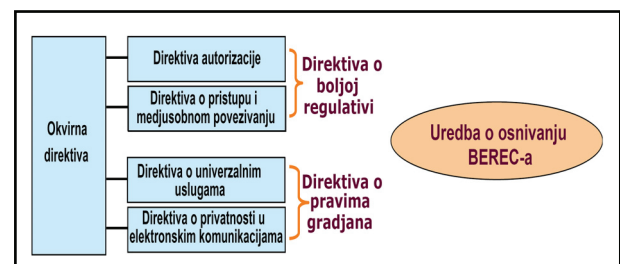 Okvirna
direktiva
Direktiva autorizacije
Direktiva o pristupu i
medjusobnom povezivanju
Direktiva o
boljoj
regulativi
Direktiva o univerzalnim
uslugama
Direktiva o privatnosti u
elektronskim komunikacijama
Direktiva o
pravima
gradjana
Uredba o osnivanju
BEREC-a